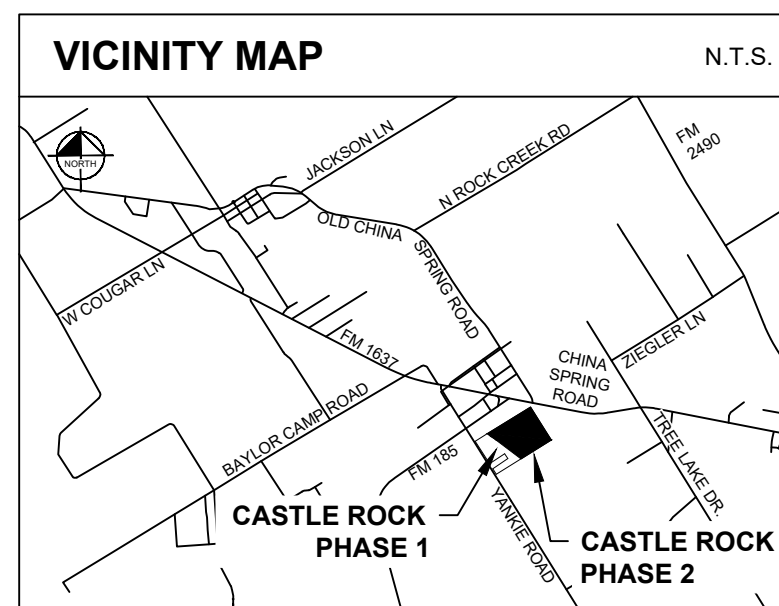 VICINITY MAP
N.T.S.
NORTH
JACKSON LN
FM
2490
N ROCK CREEK RD
OLD CHINA
SPRING ROAD
W COUGAR LN
FM 1637
CHINA
SPRING
ROAD
ZIEGLER LN
BAYLOR CAMP ROAD
FM 185
TREE LAKE DR.
YANKIE ROAD
CASTLE ROCK
PHASE 1
CASTLE ROCK
PHASE 2